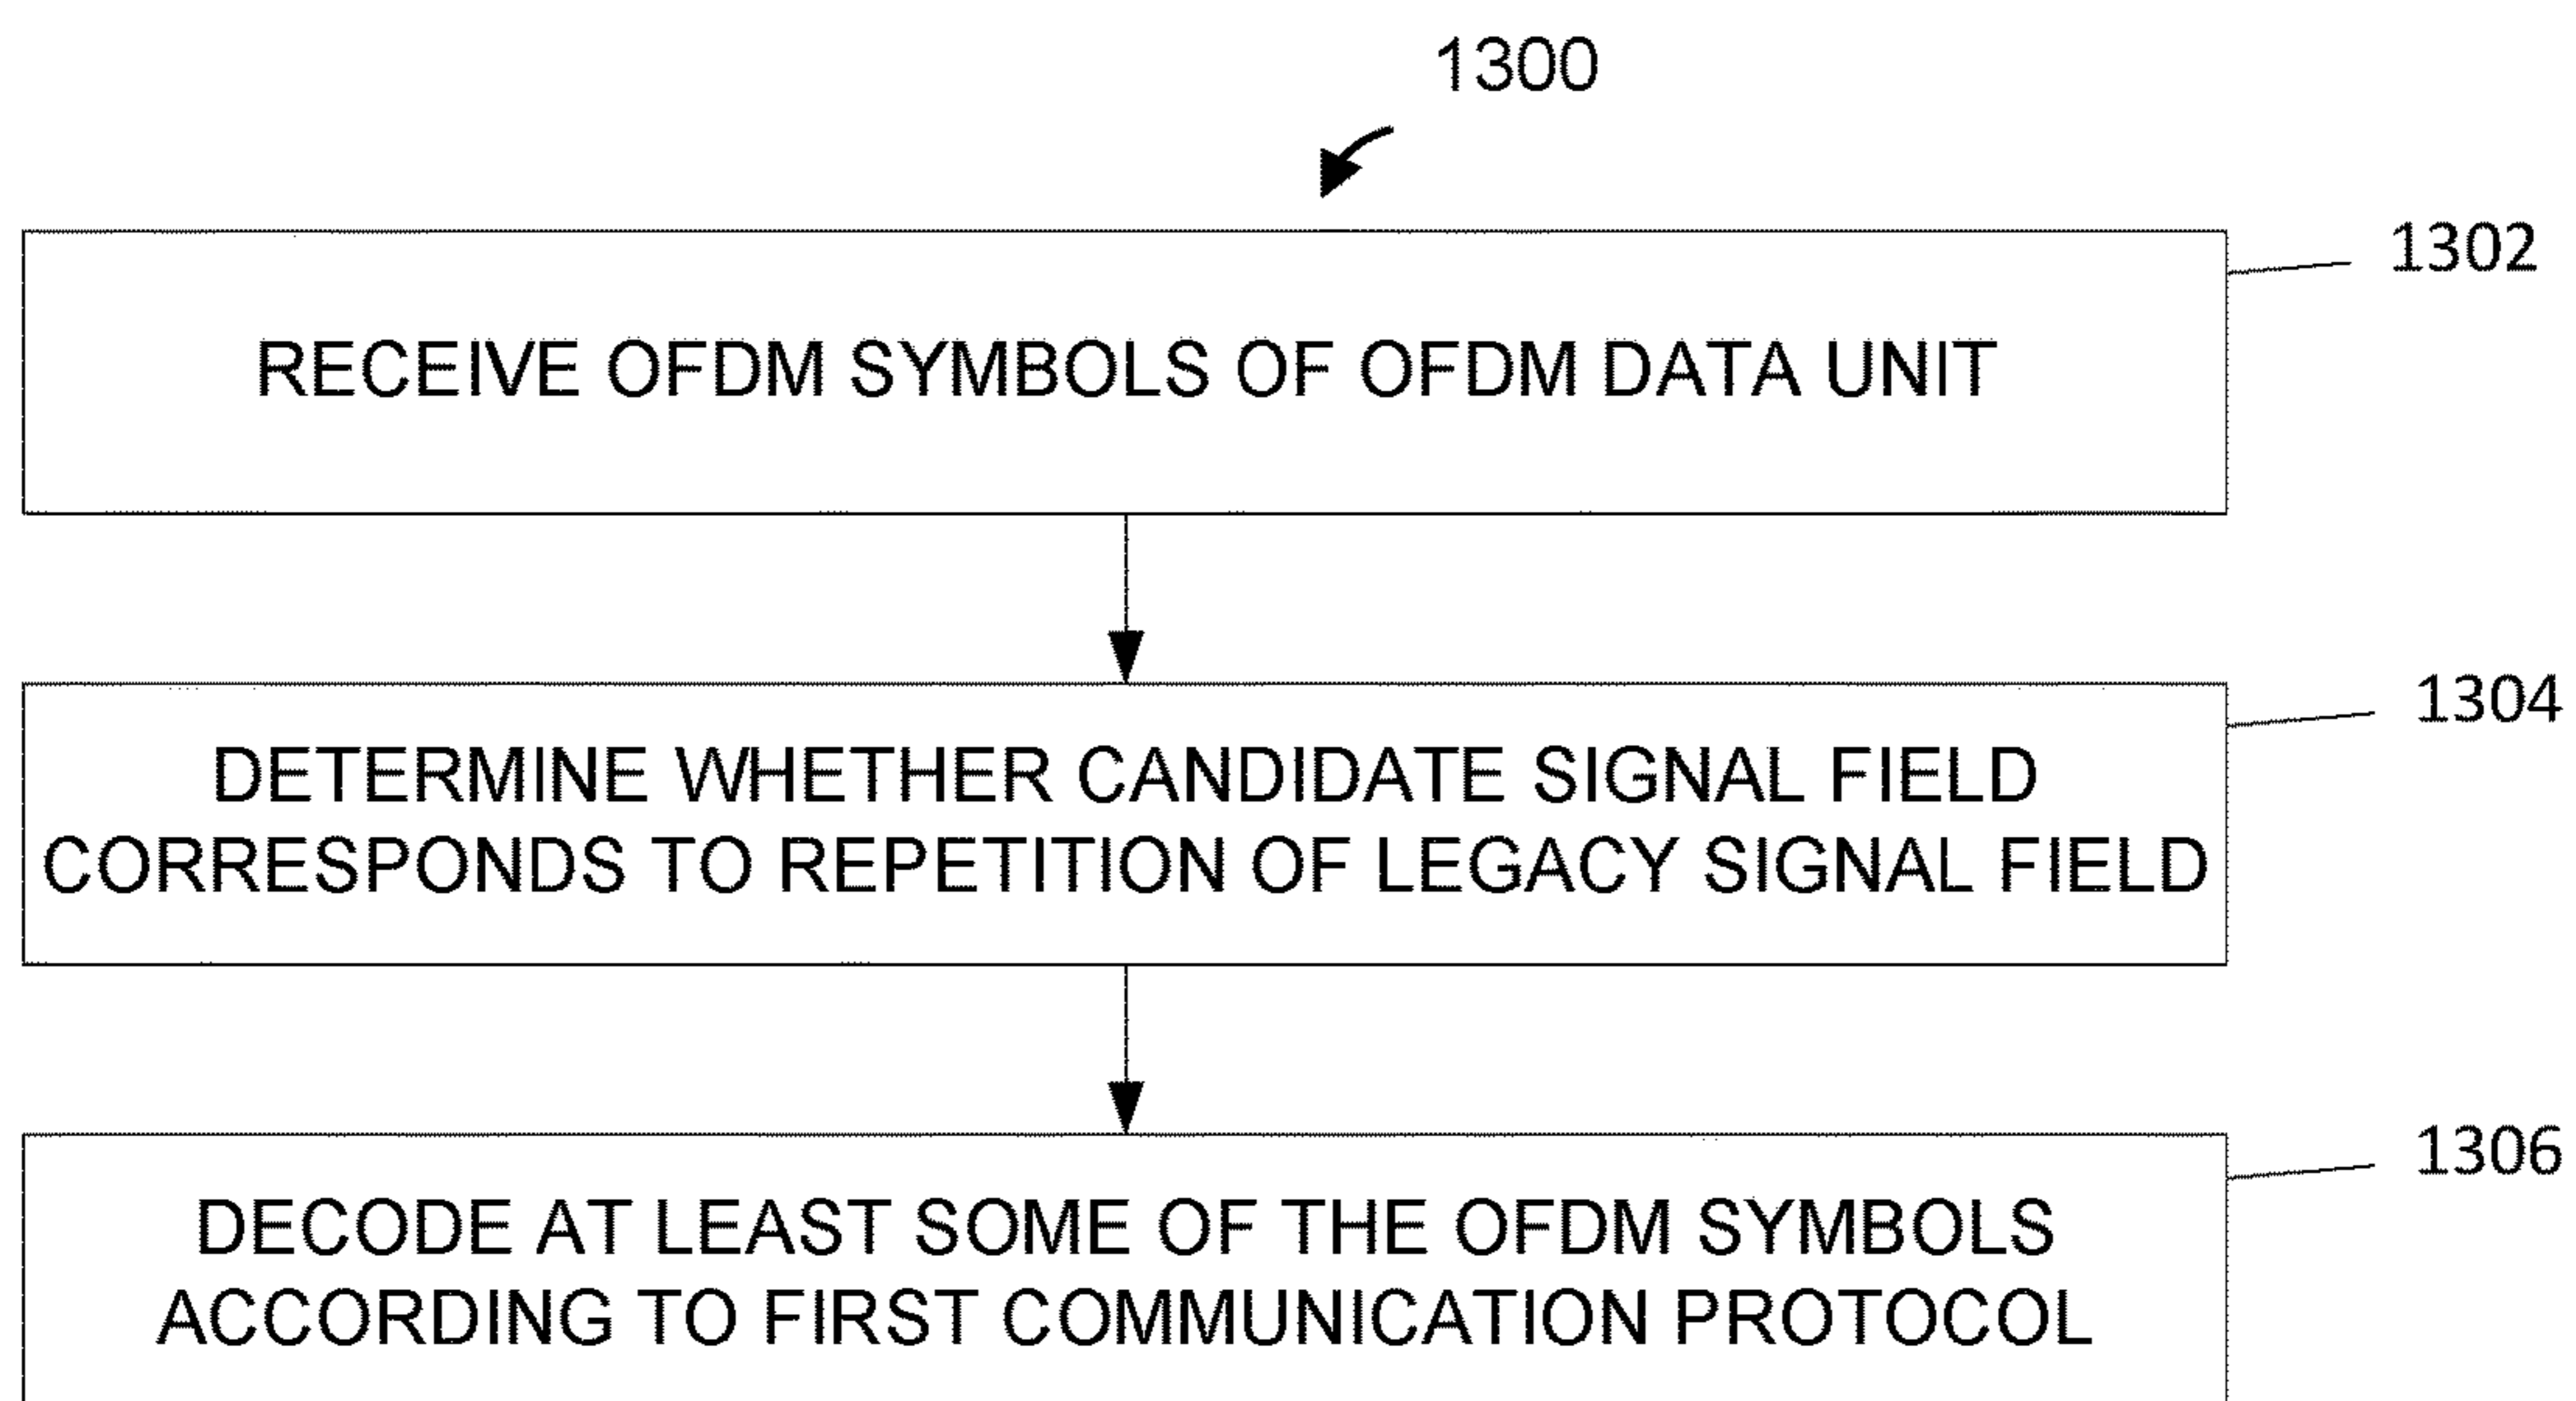 1300
1302
RECEIVE OFDM SYMBOLS OF OFDM DATA UNIT
1304
DETERMINE WHETHER CANDIDATE SIGNAL FIELD
CORRESPONDS TO REPETITION OF LEGACY SIGNAL FIELD
1306
DECODE AT LEAST SOME OF THE OFDM SYMBOLS
ACCORDING TO FIRST COMMUNICATION PROTOCOL